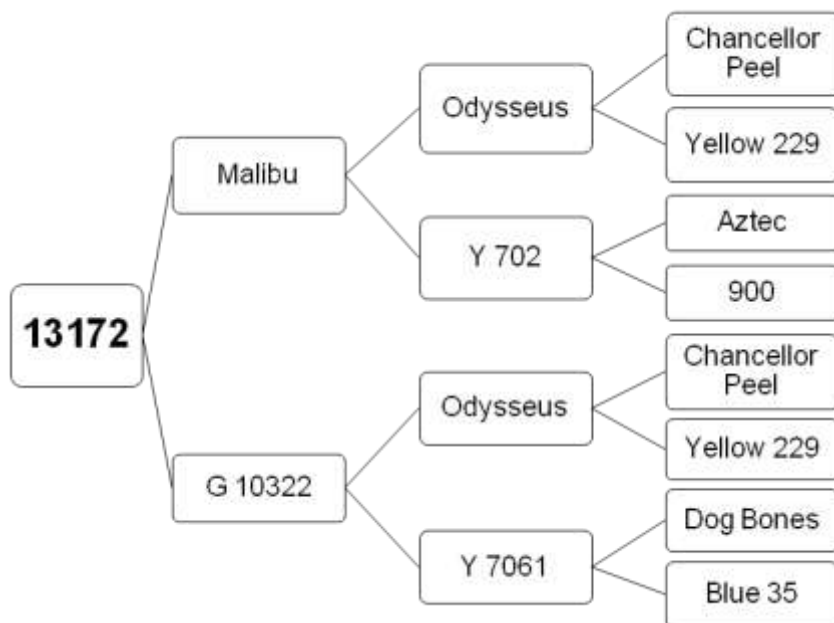 Chancellor
Peel
Odysseus
Yellow 229
Malibu
Aztec
Y 702
900
13172
Chancellor
Peel
Odysseus
Yellow 229
G 10322
Dog Bones
Y 7061
Blue 35